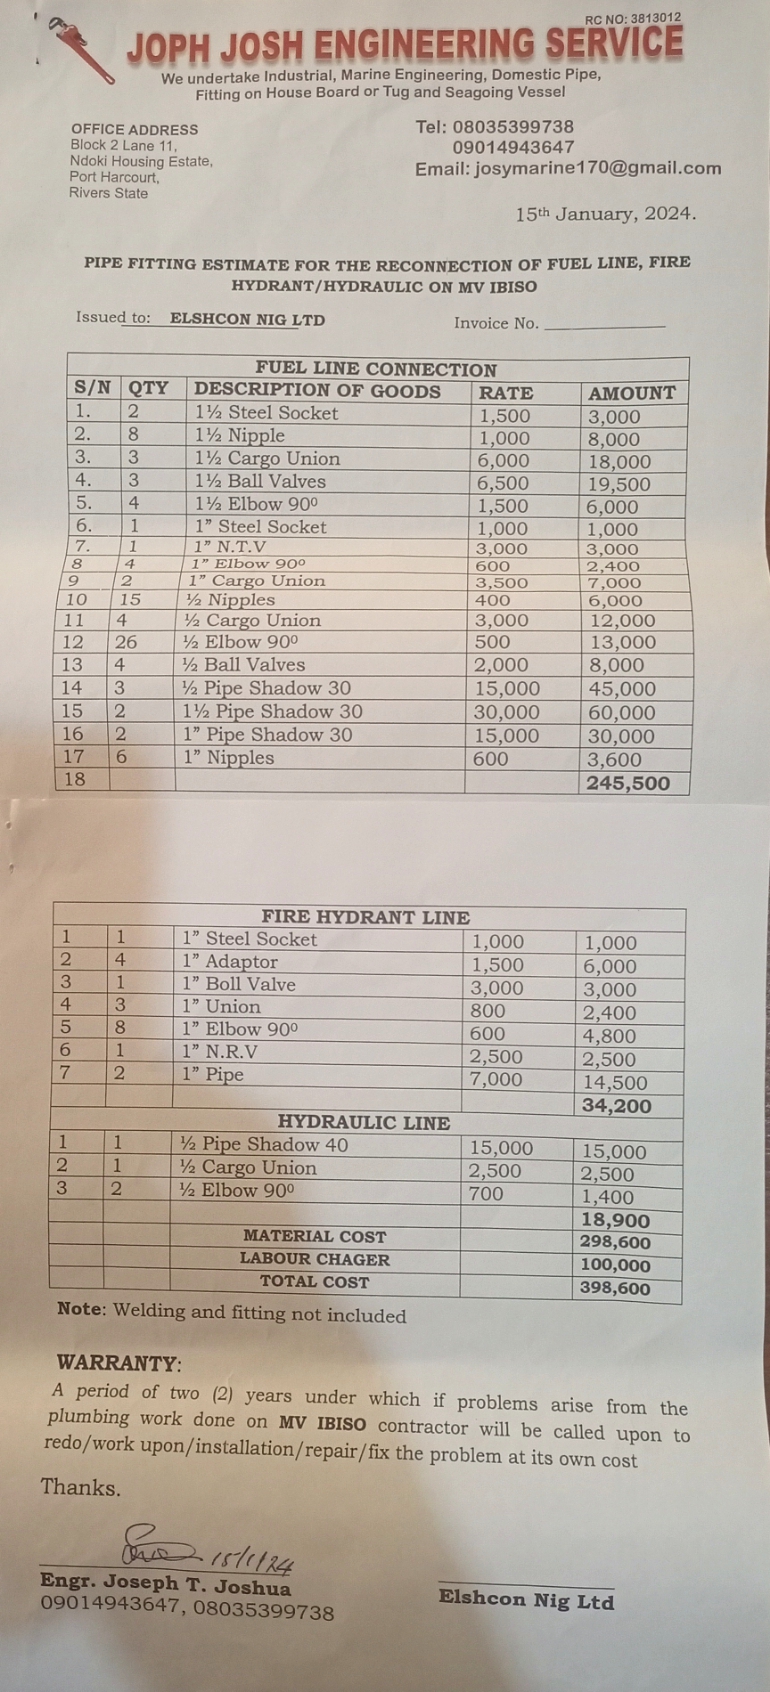 RC NO: 3813012
JOPH JOSH ENGINEERING SERVICE
We undertake Industrial, Marine Engineering, Domestic Pipe,
Fitting on House Board or Tug and Seagoing Vessel
OFFICE ADDRESS
Block 2 Lane 11,
Ndoki Housing Estate,
Port Harcourt,
Rivers State
Tel: 08035399738
09014943647
Email: josymarine170@gmail.com
15th January, 2024.
PIPE FITTING ESTIMATE FOR THE RECONNECTION OF FUEL LINE, FIRE
HYDRANT/HYDRAULIC ON MV IBISO
Issued to: ELSHCON NIG LTD Invoice No. ____________
FUEL LINE CONNECTION
S/N QTY DESCRIPTION OF GOODS RATE AMOUNT
1. 2 1½ Steel Socket 1,500 3,000
2. 8 1½ Nipple 1,000 8,000
3. 3 1½ Cargo Union 6,000 18,000
4. 3 1½ Ball Valves 6,500 19,500
5. 4 1½ Elbow 90⁰ 1,500 6,000
6. 1 1” Steel Socket 1,000 1,000
7. 1 1” N.T.V 3,000 3,000
8 4 1” Elbow 90⁰ 600 2,400
9 2 1” Cargo Union 3,500 7,000
10 15 ½ Nipples 400 6,000
11 4 ½ Cargo Union 3,000 12,000
12 26 ½ Elbow 90⁰ 500 13,000
13 4 ½ Ball Valves 2,000 8,000
14 3 ½ Pipe Shadow 30 15,000 45,000
15 2 1½ Pipe Shadow 30 30,000 60,000
16 2 1” Pipe Shadow 30 15,000 30,000
17 6 1” Nipples 600 3,600
18 245,500
FIRE HYDRANT LINE
1 1 1” Steel Socket 1,000 1,000
2 4 1” Adaptor 1,500 6,000
3 1 1” Boll Valve 3,000 3,000
4 3 1” Union 800 2,400
5 8 1” Elbow 90⁰ 600 4,800
6 1 1” N.R.V 2,500 2,500
7 2 1” Pipe 7,000 14,500
34,200
HYDRAULIC LINE
1 1 ½ Pipe Shadow 40 15,000 15,000
2 1 ½ Cargo Union 2,500 2,500
3 2 ½ Elbow 90⁰ 700 1,400
18,900
MATERIAL COST 298,600
LABOUR CHAGER 100,000
TOTAL COST 398,600
Note: Welding and fitting not included
WARRANTY:
A period of two (2) years under which if problems arise from the
plumbing work done on MV IBISO contractor will be called upon to
redo/work upon/installation/repair/fix the problem at its own cost
Thanks.
15/1/24
Engr. Joseph T. Joshua
09014943647, 08035399738
Elshcon Nig Ltd